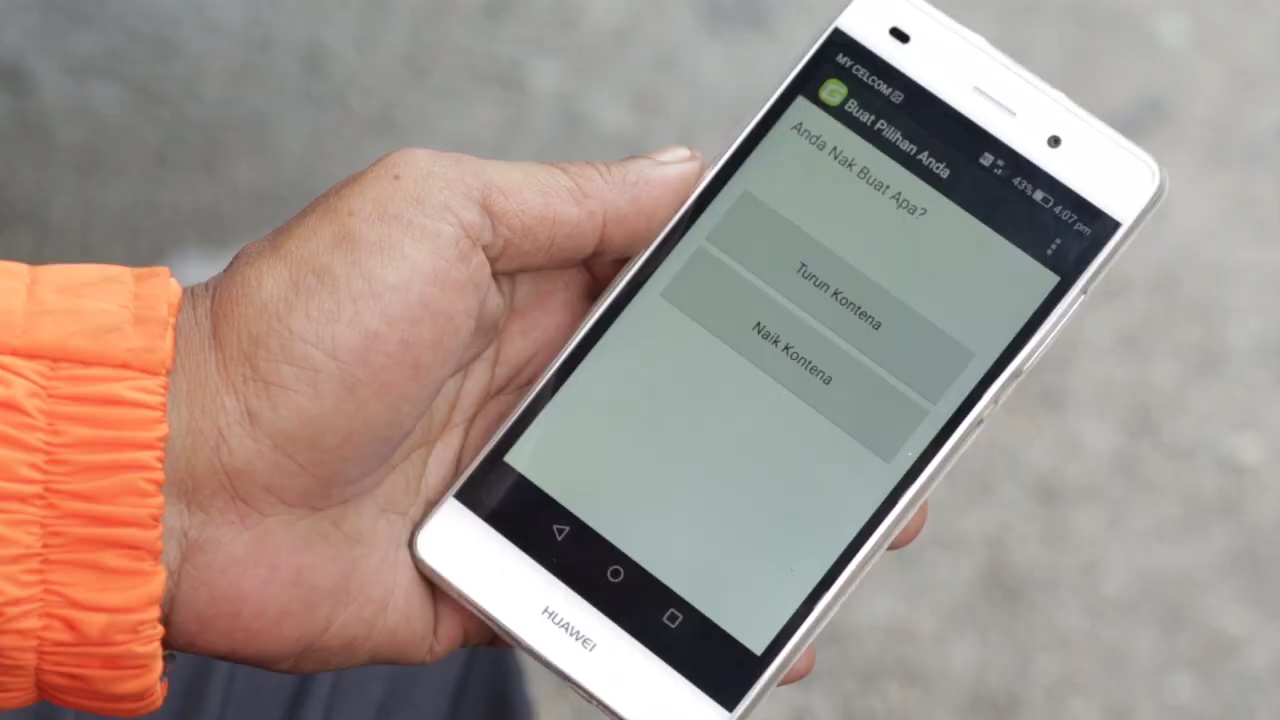 MY CELCOM
43% 4:07 pm
Buat Pilihan Anda
Anda Nak Buat Apa?
Turun Kontena
Naik Kontena
HUAWEI